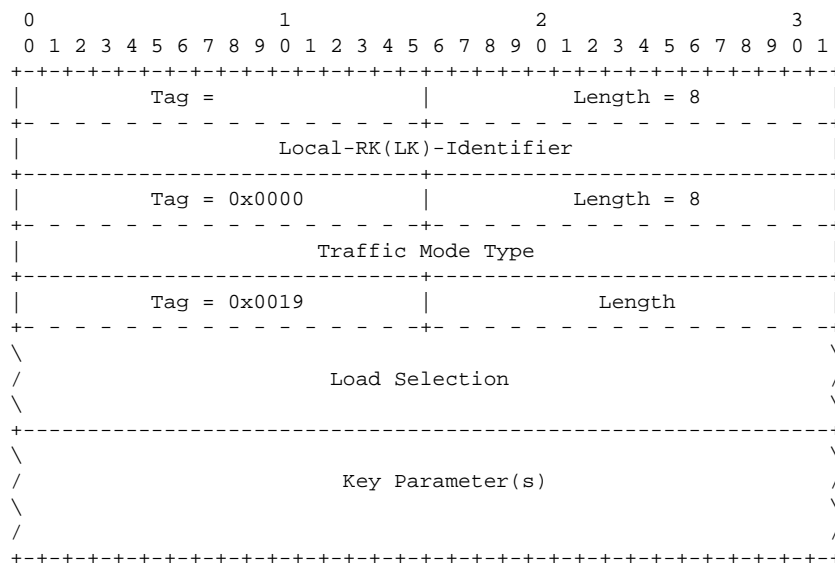 0                   1                   2                   3
0 1 2 3 4 5 6 7 8 9 0 1 2 3 4 5 6 7 8 9 0 1 2 3 4 5 6 7 8 9 0 1
Tag = Length = 8
Local-RK(LK)-Identifier
Tag = 0x0000 Length = 8
Traffic Mode Type
Tag = 0x0019 Length
Load Selection
Key Parameter(s)